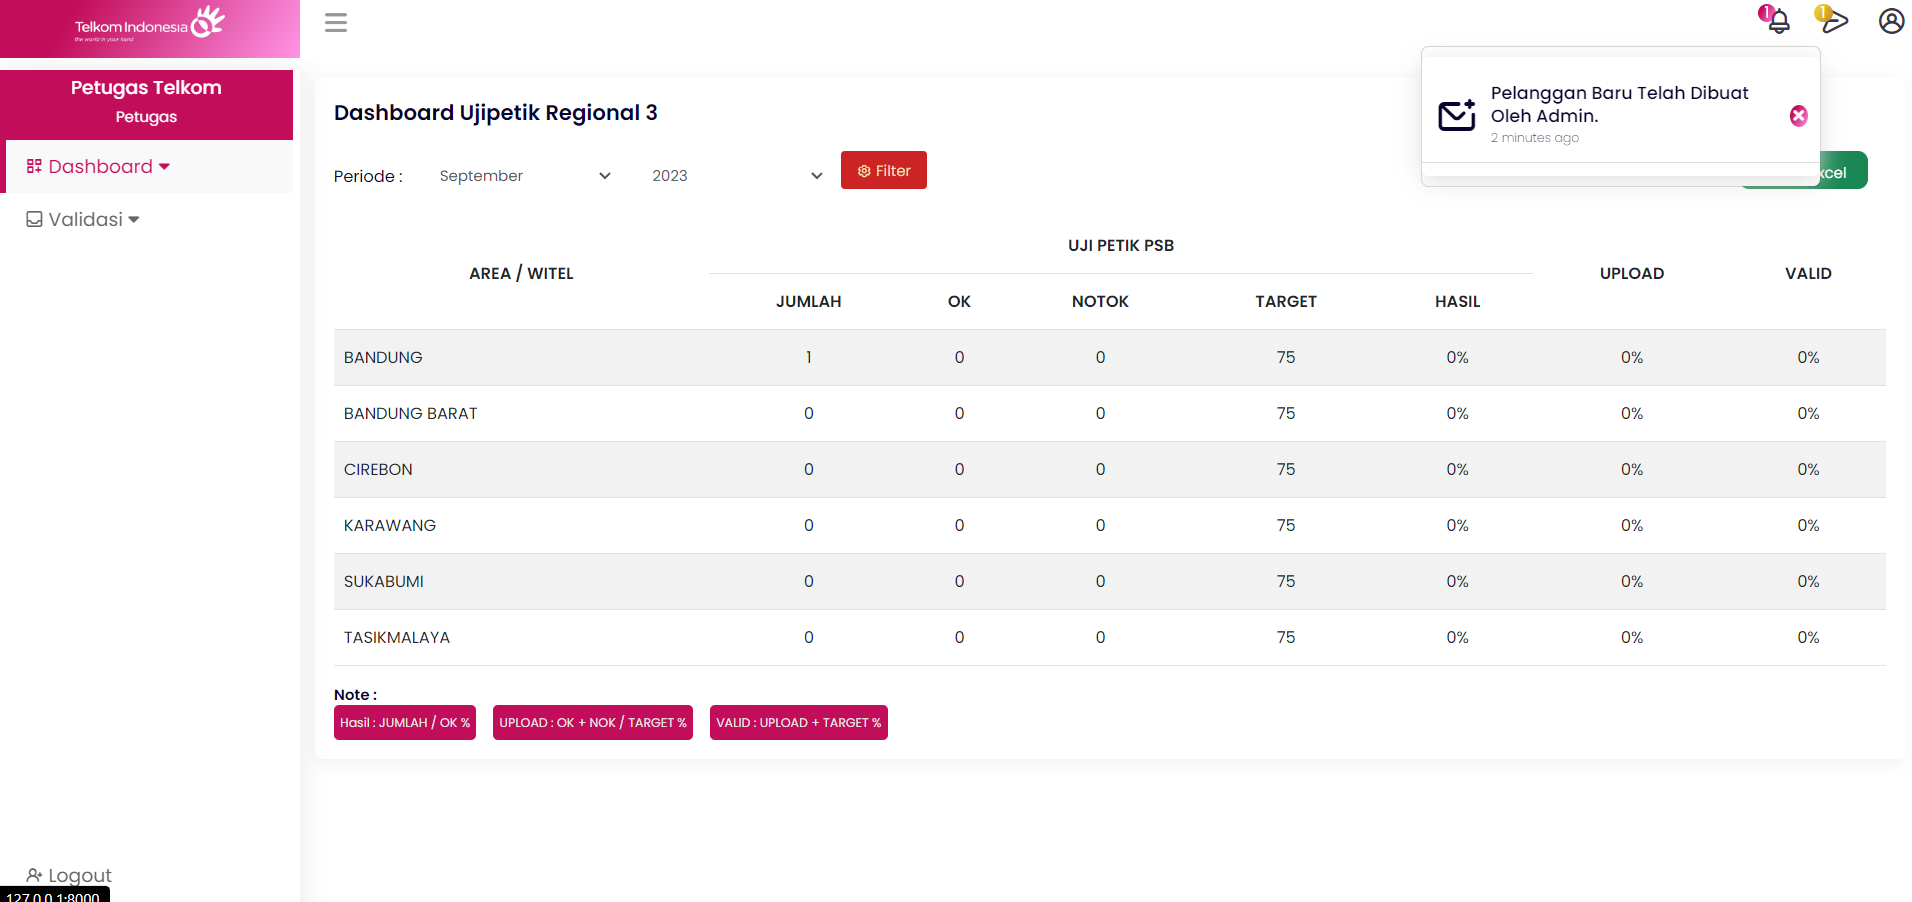 Telkom Indonesia
the world in your hand
1
1
Petugas Telkom
Petugas
Dashboard
Validasi
Dashboard Ujipetik Regional 3
Periode :
September
2023
Filter
Pelanggan Baru Telah Dibuat
Oleh Admin.
2 minutes ago
AREA / WITEL
UJI PETIK PSB
UPLOAD
VALID
JUMLAH OK NOTOK TARGET HASIL
BANDUNG 1 0 0 75 0% 0% 0%
BANDUNG BARAT 0 0 0 75 0% 0% 0%
CIREBON 0 0 0 75 0% 0% 0%
KARAWANG 0 0 0 75 0% 0% 0%
SUKABUMI 0 0 0 75 0% 0% 0%
TASIKMALAYA 0 0 0 75 0% 0% 0%
Note :
Hasil : JUMLAH / OK %
UPLOAD : OK + NOK / TARGET %
VALID : UPLOAD + TARGET %
Logout
127.0.0.1:8000